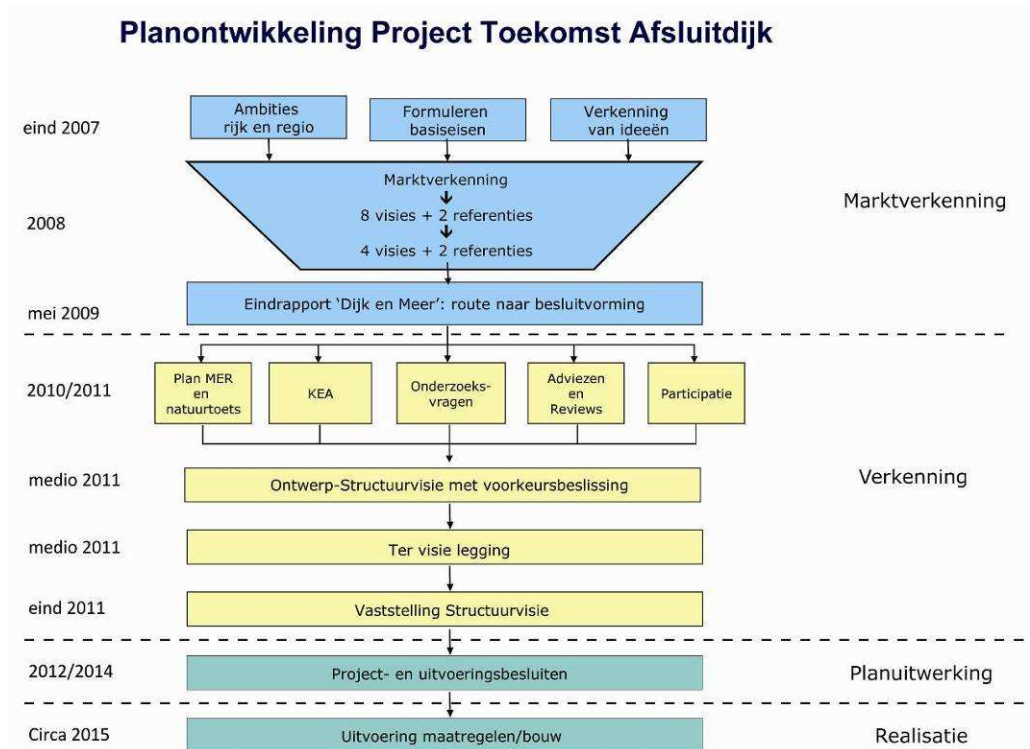 Planontwikkeling Project Toekomst Afsluitdijk
eind 2007
Ambities
rijk en regio
Formuleren
basiseisen
Verkenning
van ideeën
2008
Marktverkenning
8 visies + 2 referenties
4 visies + 2 referenties
Marktverkenning
mei 2009
Eindrapport ‘Dijk en Meer’: route naar besluitvorming
2010/2011
Plan MER
en
natuurtoets
KEA
Onderzoeks-
vragen
Adviezen
en
Reviews
Participatie
medio 2011
Ontwerp-Structuurvisie met voorkeursbeslissing
Verkenning
medio 2011
Ter visie legging
eind 2011
Vaststelling Structuurvisie
2012/2014
Project- en uitvoeringsbesluiten
Planuitwerking
Circa 2015
Uitvoering maatregelen/bouw
Realisatie